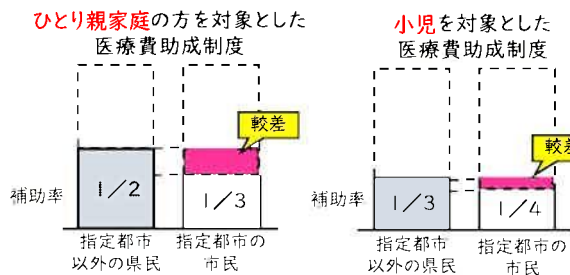 ひとり親家庭の方を対象とした
医療費助成制度
較差
補助率
1／2
1／3
指定都市
以外の県民
指定都市の
市民
小児を対象とした
医療費助成制度
較差
補助率
1／3
1／4
指定都市
以外の県民
指定都市の
市民